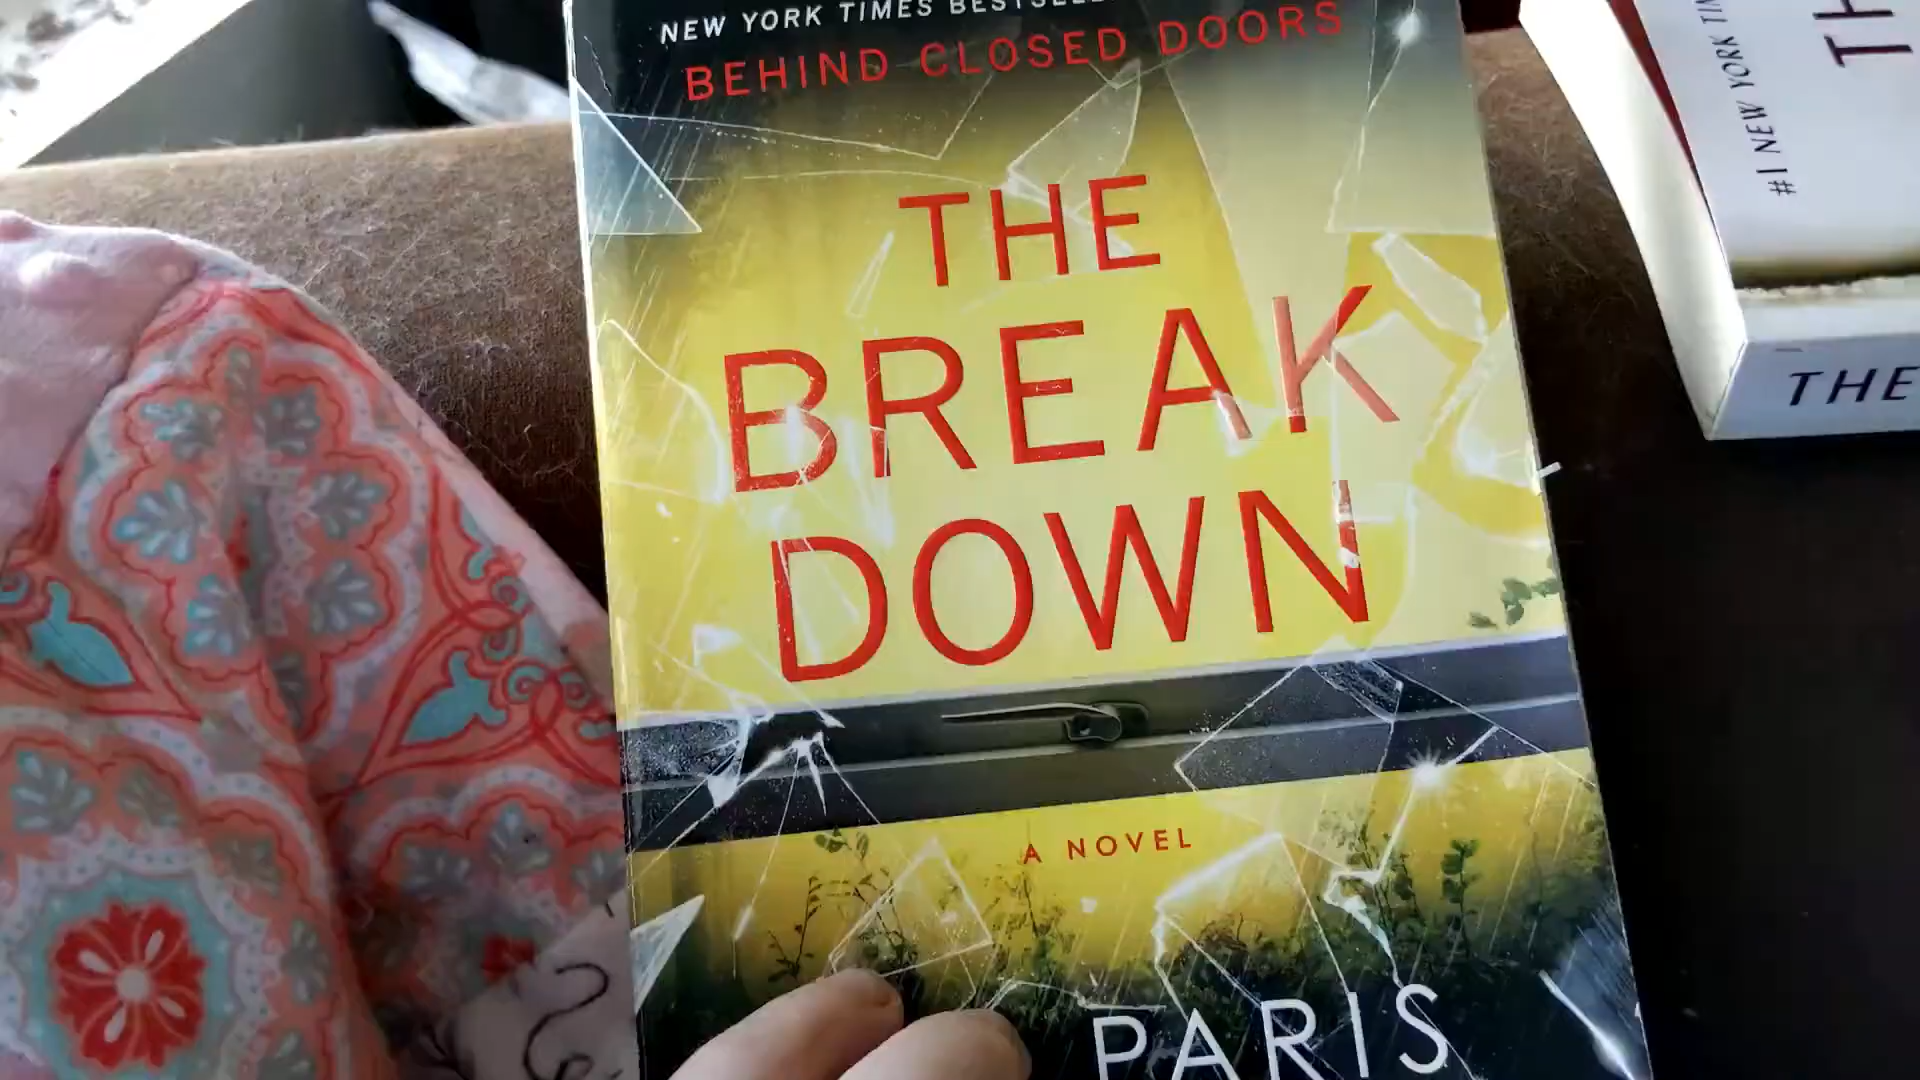 NEW YORK TIMES
BEHIND CLOSED DOORS
THE
BREAK
DOWN
A NOVEL
PARIS
#1 NEW YORK
THE